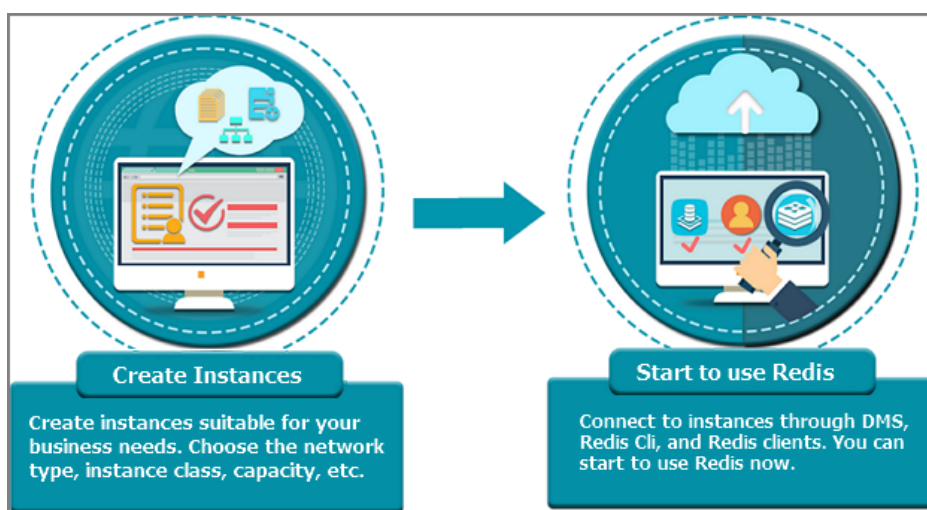 Create Instances
Create instances suitable for your
business needs. Choose the network
type, instance class, capacity, etc.
Start to use Redis
Connect to instances through DMS,
Redis Cli, and Redis clients. You can
start to use Redis now.